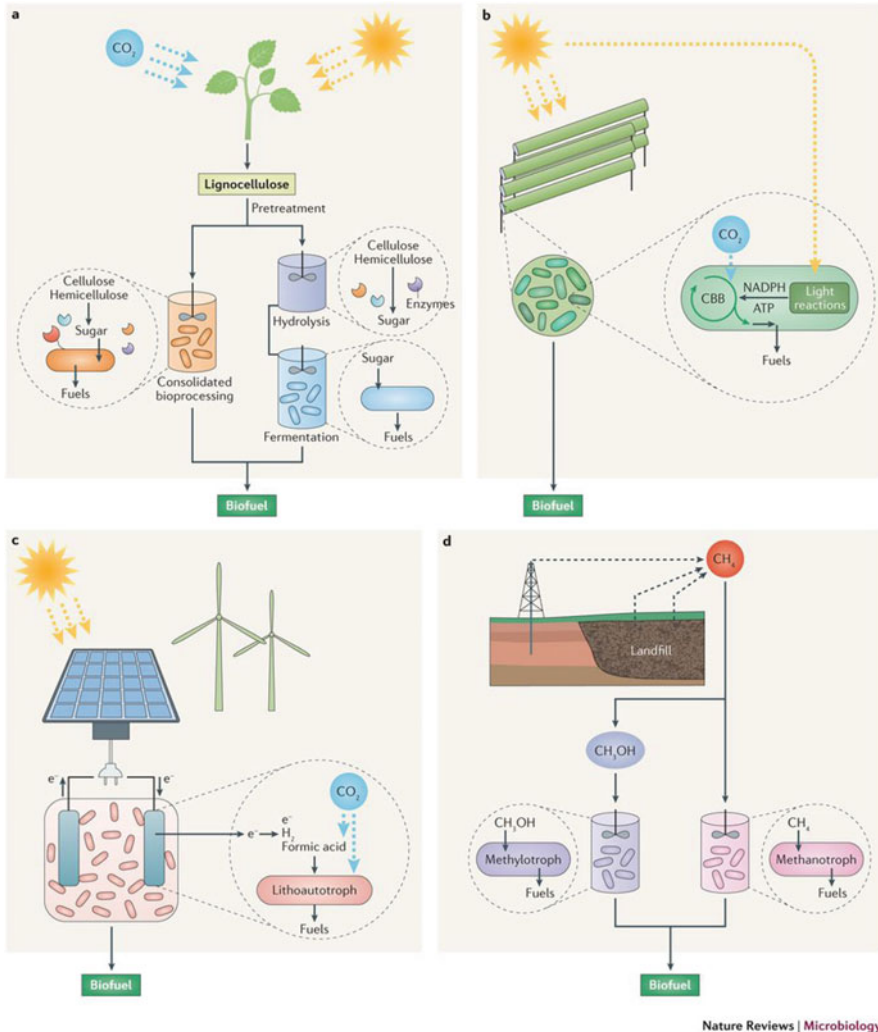 a
CO₂
Lignocellulose
Pretreatment
Cellulose
Hemicellulose
Sugar
Fuels
Consolidated
bioprocessing
Hydrolysis
Cellulose
Hemicellulose
Enzymes
Sugar
Fermentation
Sugar
Fuels
Biofuel
b
CO₂
CBB
NADPH
ATP
Light
reactions
Fuels
Biofuel
c
e⁻
e⁻
e⁻
CO₂
e⁻
H₂
Formic acid
Lithoautotroph
Fuels
Biofuel
d
CH₄
Landfill
CH₃OH
CH₃OH
Methylotroph
Fuels
CH₄
Methanotroph
Fuels
Biofuel
Nature Reviews | Microbiology